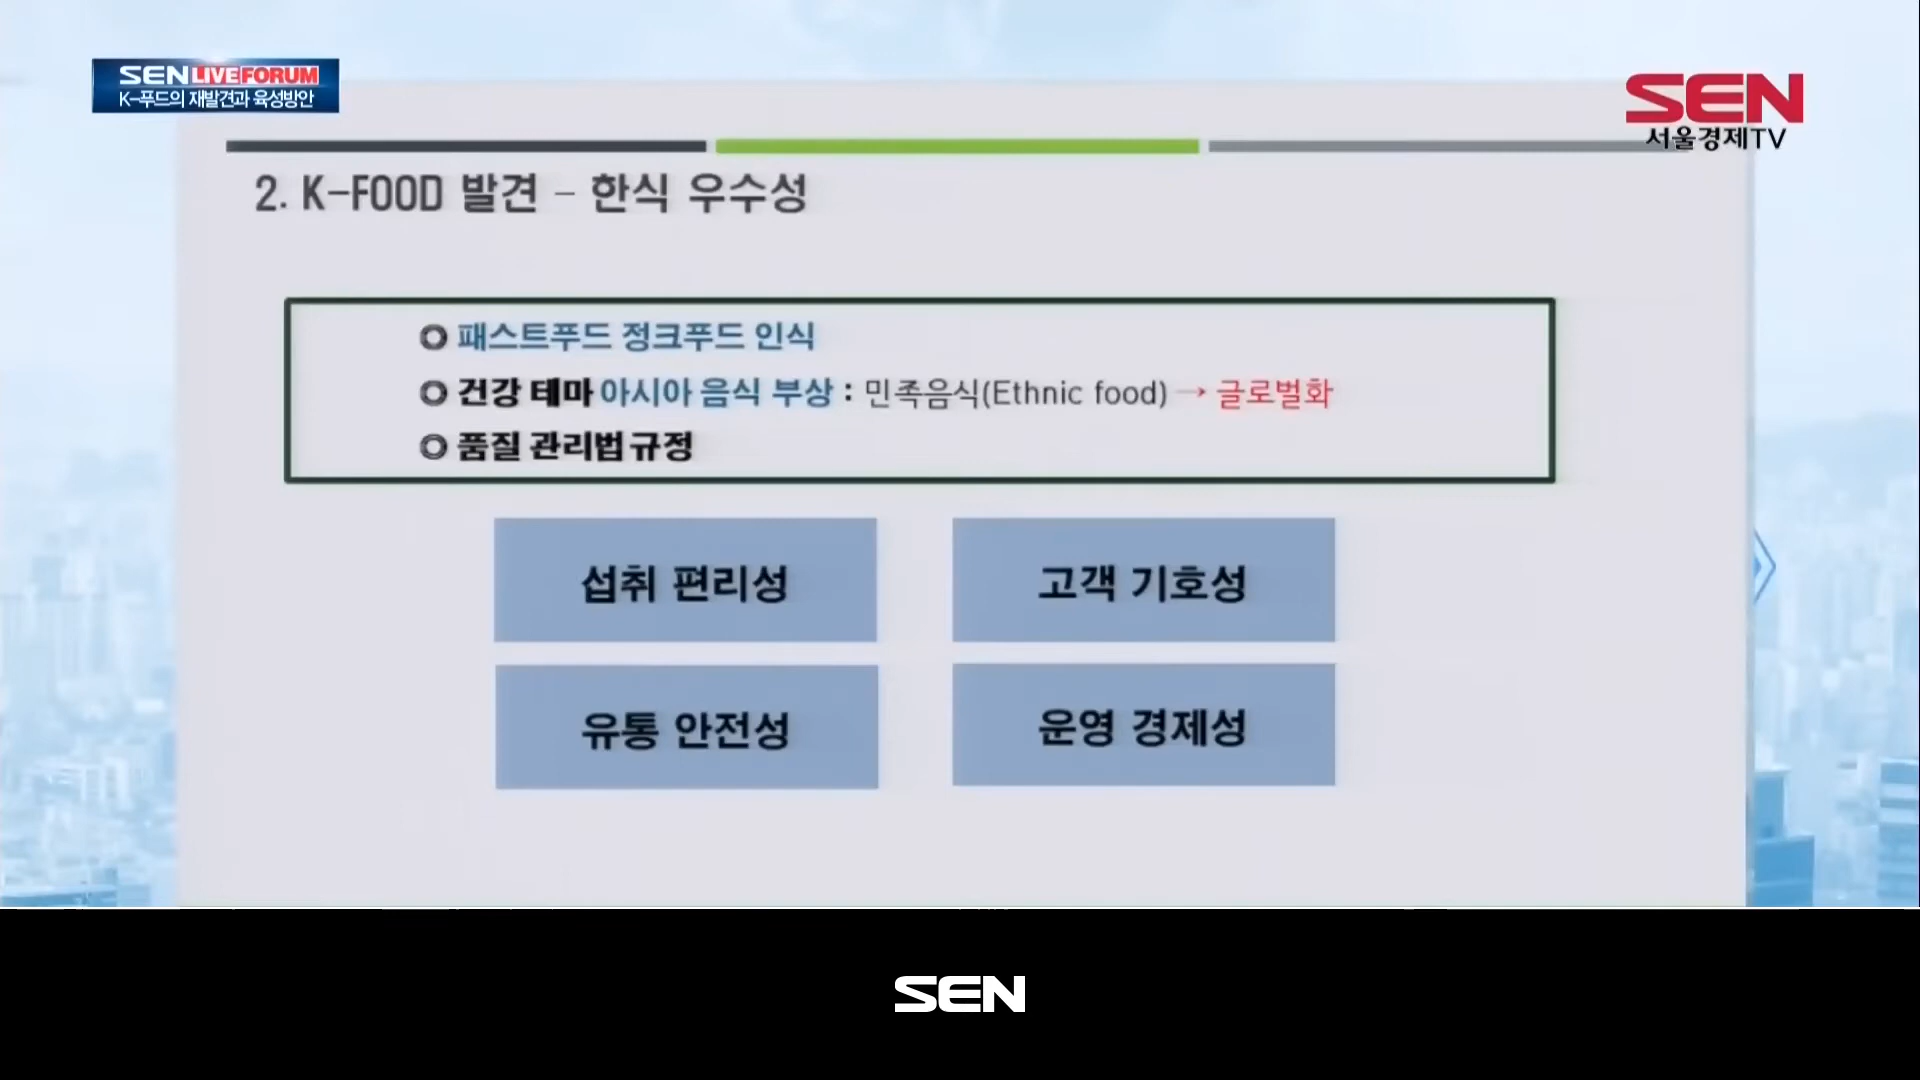 SEN LIVE FORUM
K-푸드의 재발견과 육성방안
SEN
서울경제TV
2. K-FOOD 발견 – 한식 우수성
패스트푸드 정크푸드 인식
건강 테마 아시아 음식 부상 : 민족음식(Ethnic food) → 글로벌화
품질 관리법 규정
섭취 편리성
고객 기호성
유통 안전성
운영 경제성
SEN